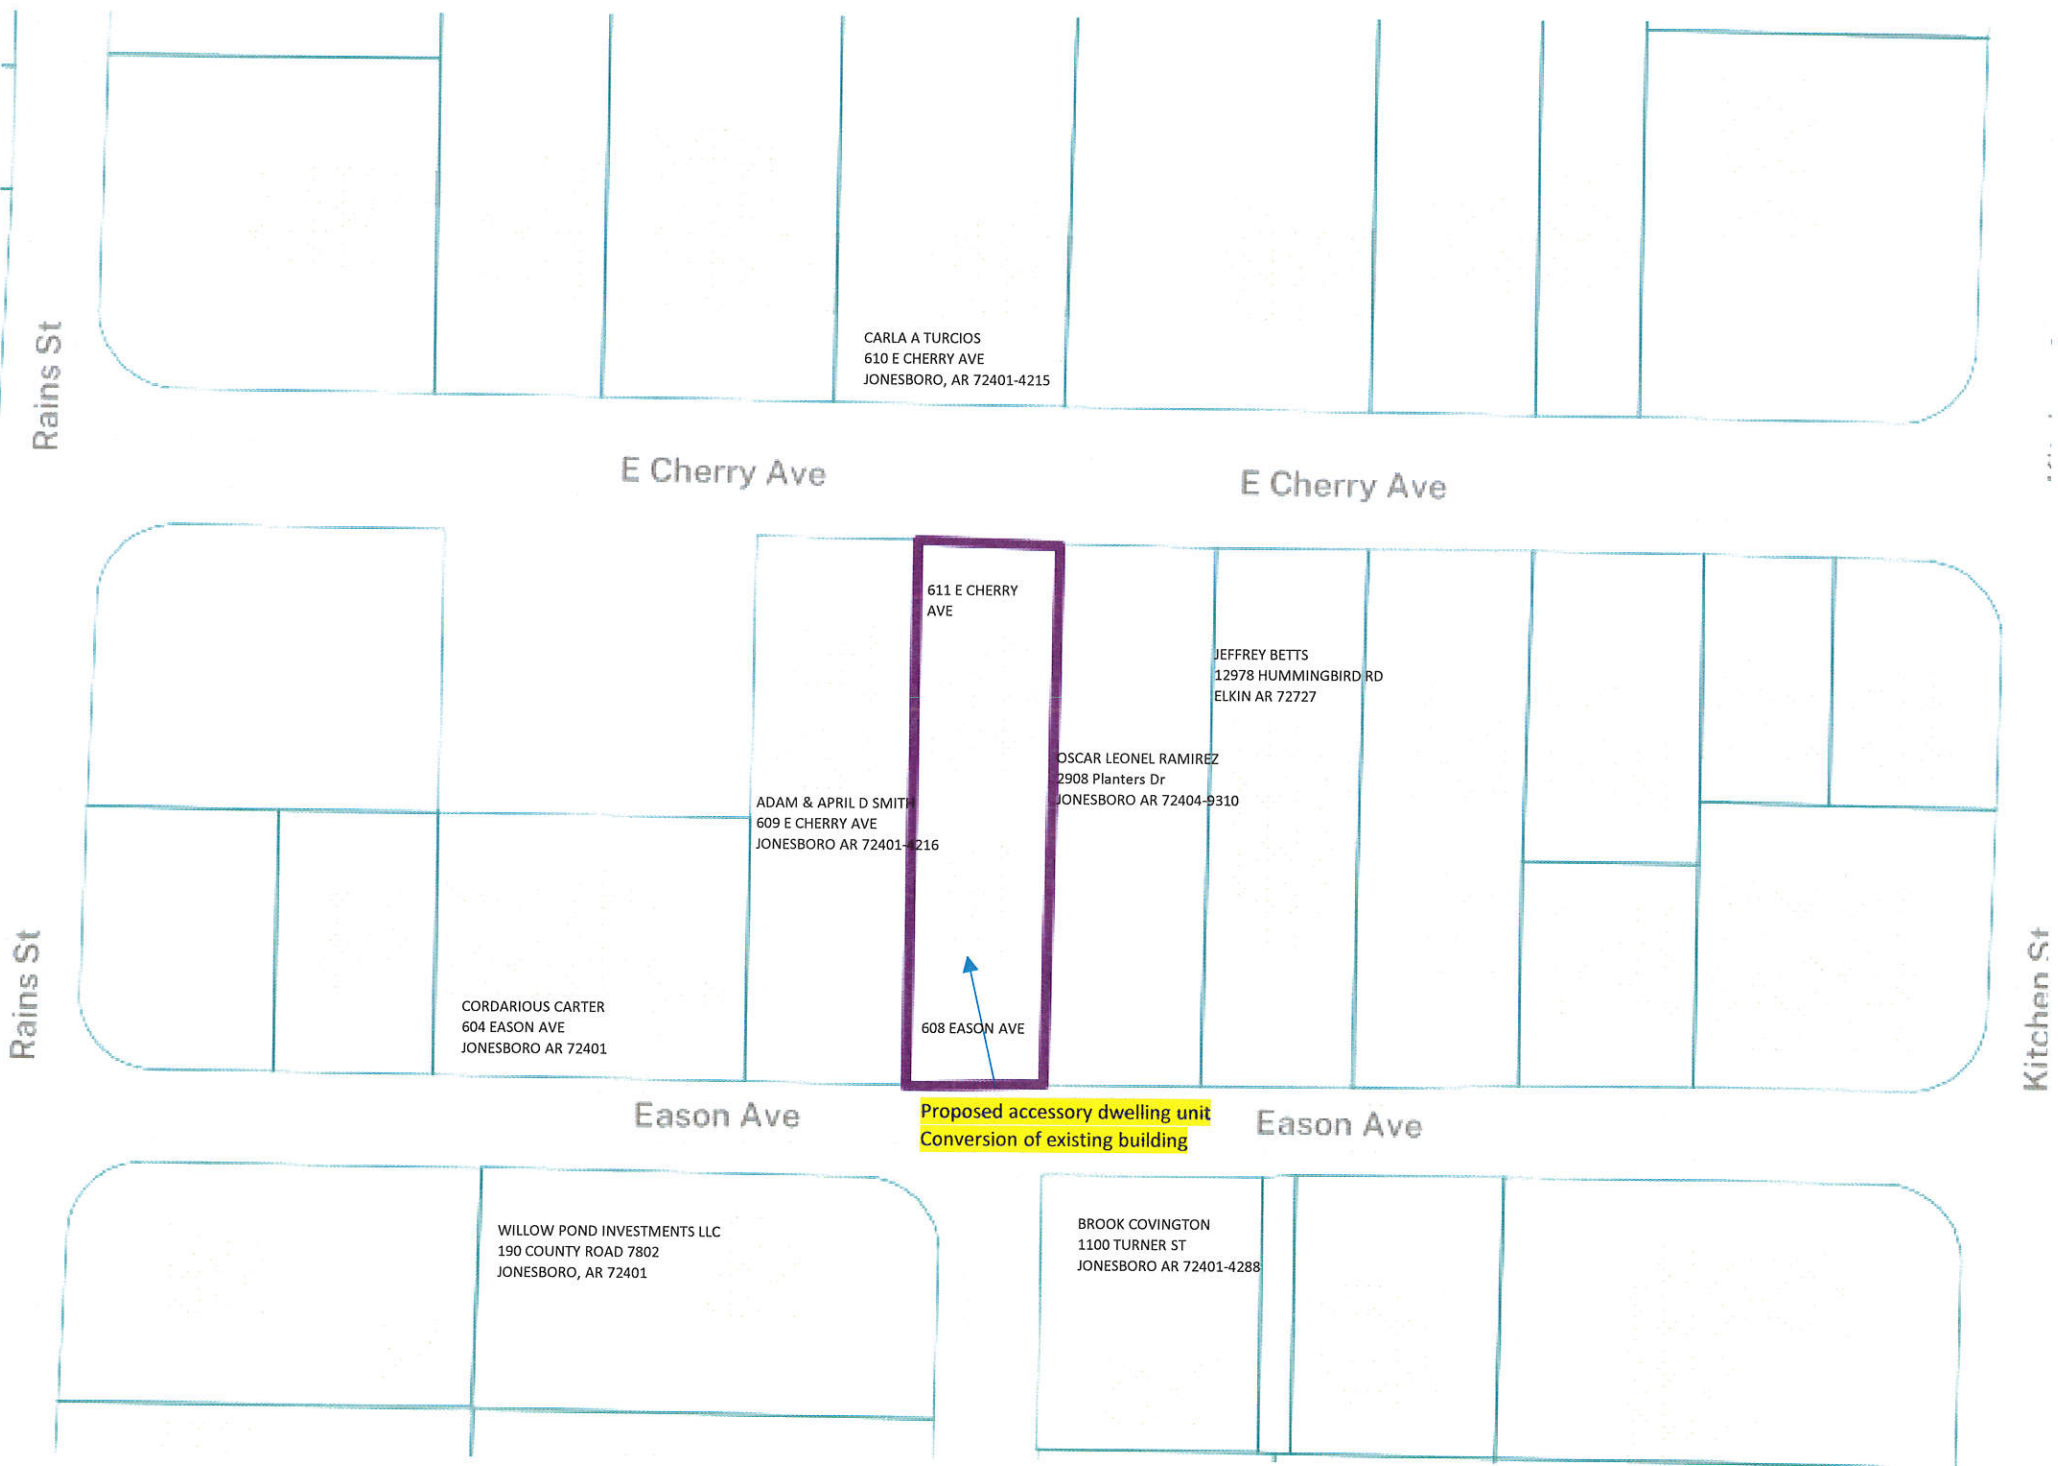 Rains St
CARLA A TURCIOS
610 E CHERRY AVE
JONESBORO, AR 72401-4215
E Cherry Ave
E Cherry Ave
611 E CHERRY
AVE
JEFFREY BETTS
12978 HUMMINGBIRD RD
ELKIN AR 72727
OSCAR LEONEL RAMIREZ
2908 Planters Dr
JONESBORO AR 72404-9310
ADAM & APRIL D SMITH
609 E CHERRY AVE
JONESBORO AR 72401-4216
Rains St
CORDARIOUS CARTER
604 EASON AVE
JONESBORO AR 72401
608 EASON AVE
Kitchen St
Eason Ave
Proposed accessory dwelling unit
Conversion of existing building
Eason Ave
WILLOW POND INVESTMENTS LLC
190 COUNTY ROAD 7802
JONESBORO, AR 72401
BROOK COVINGTON
1100 TURNER ST
JONESBORO AR 72401-4288